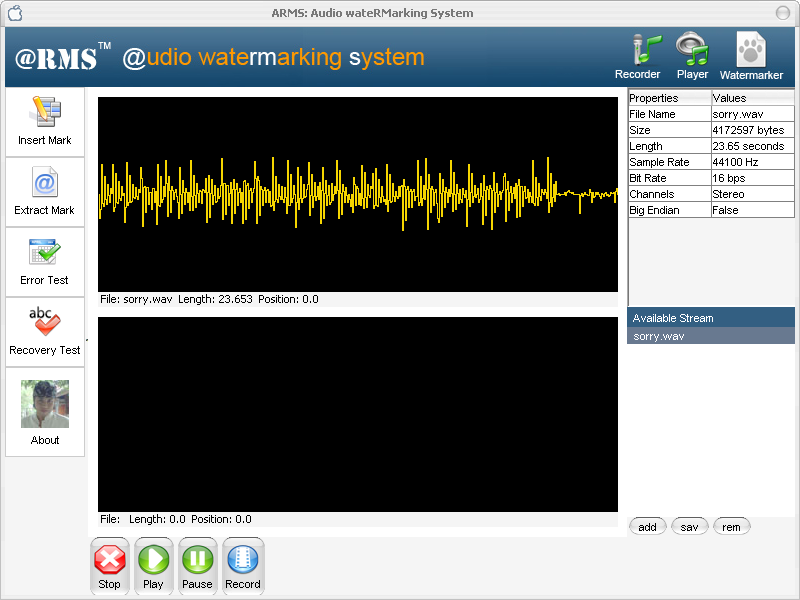 ARMS: Audio wateRMarking System
@RMS™ @udio watermarking system
Recorder Player Watermarker
Insert Mark
Extract Mark
Error Test
abc
Recovery Test
About
File: sorry.wav Length: 23.653 Position: 0.0
File: Length: 0.0 Position: 0.0
Stop Play Pause Record
Properties Values
File Name sorry.wav
Size 4172597 bytes
Length 23.65 seconds
Sample Rate 44100 Hz
Bit Rate 16 bps
Channels Stereo
Big Endian False
Available Stream
sorry.wav
add sav rem